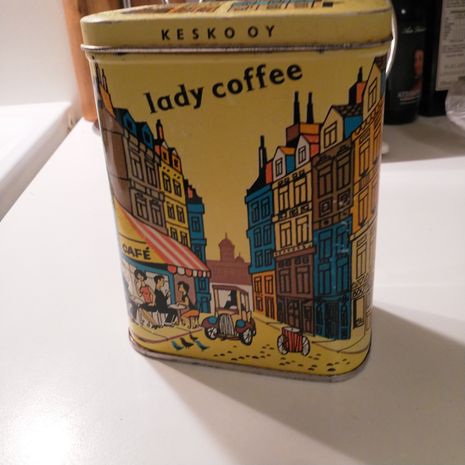 KESKO OY
lady coffee
CAFÉ